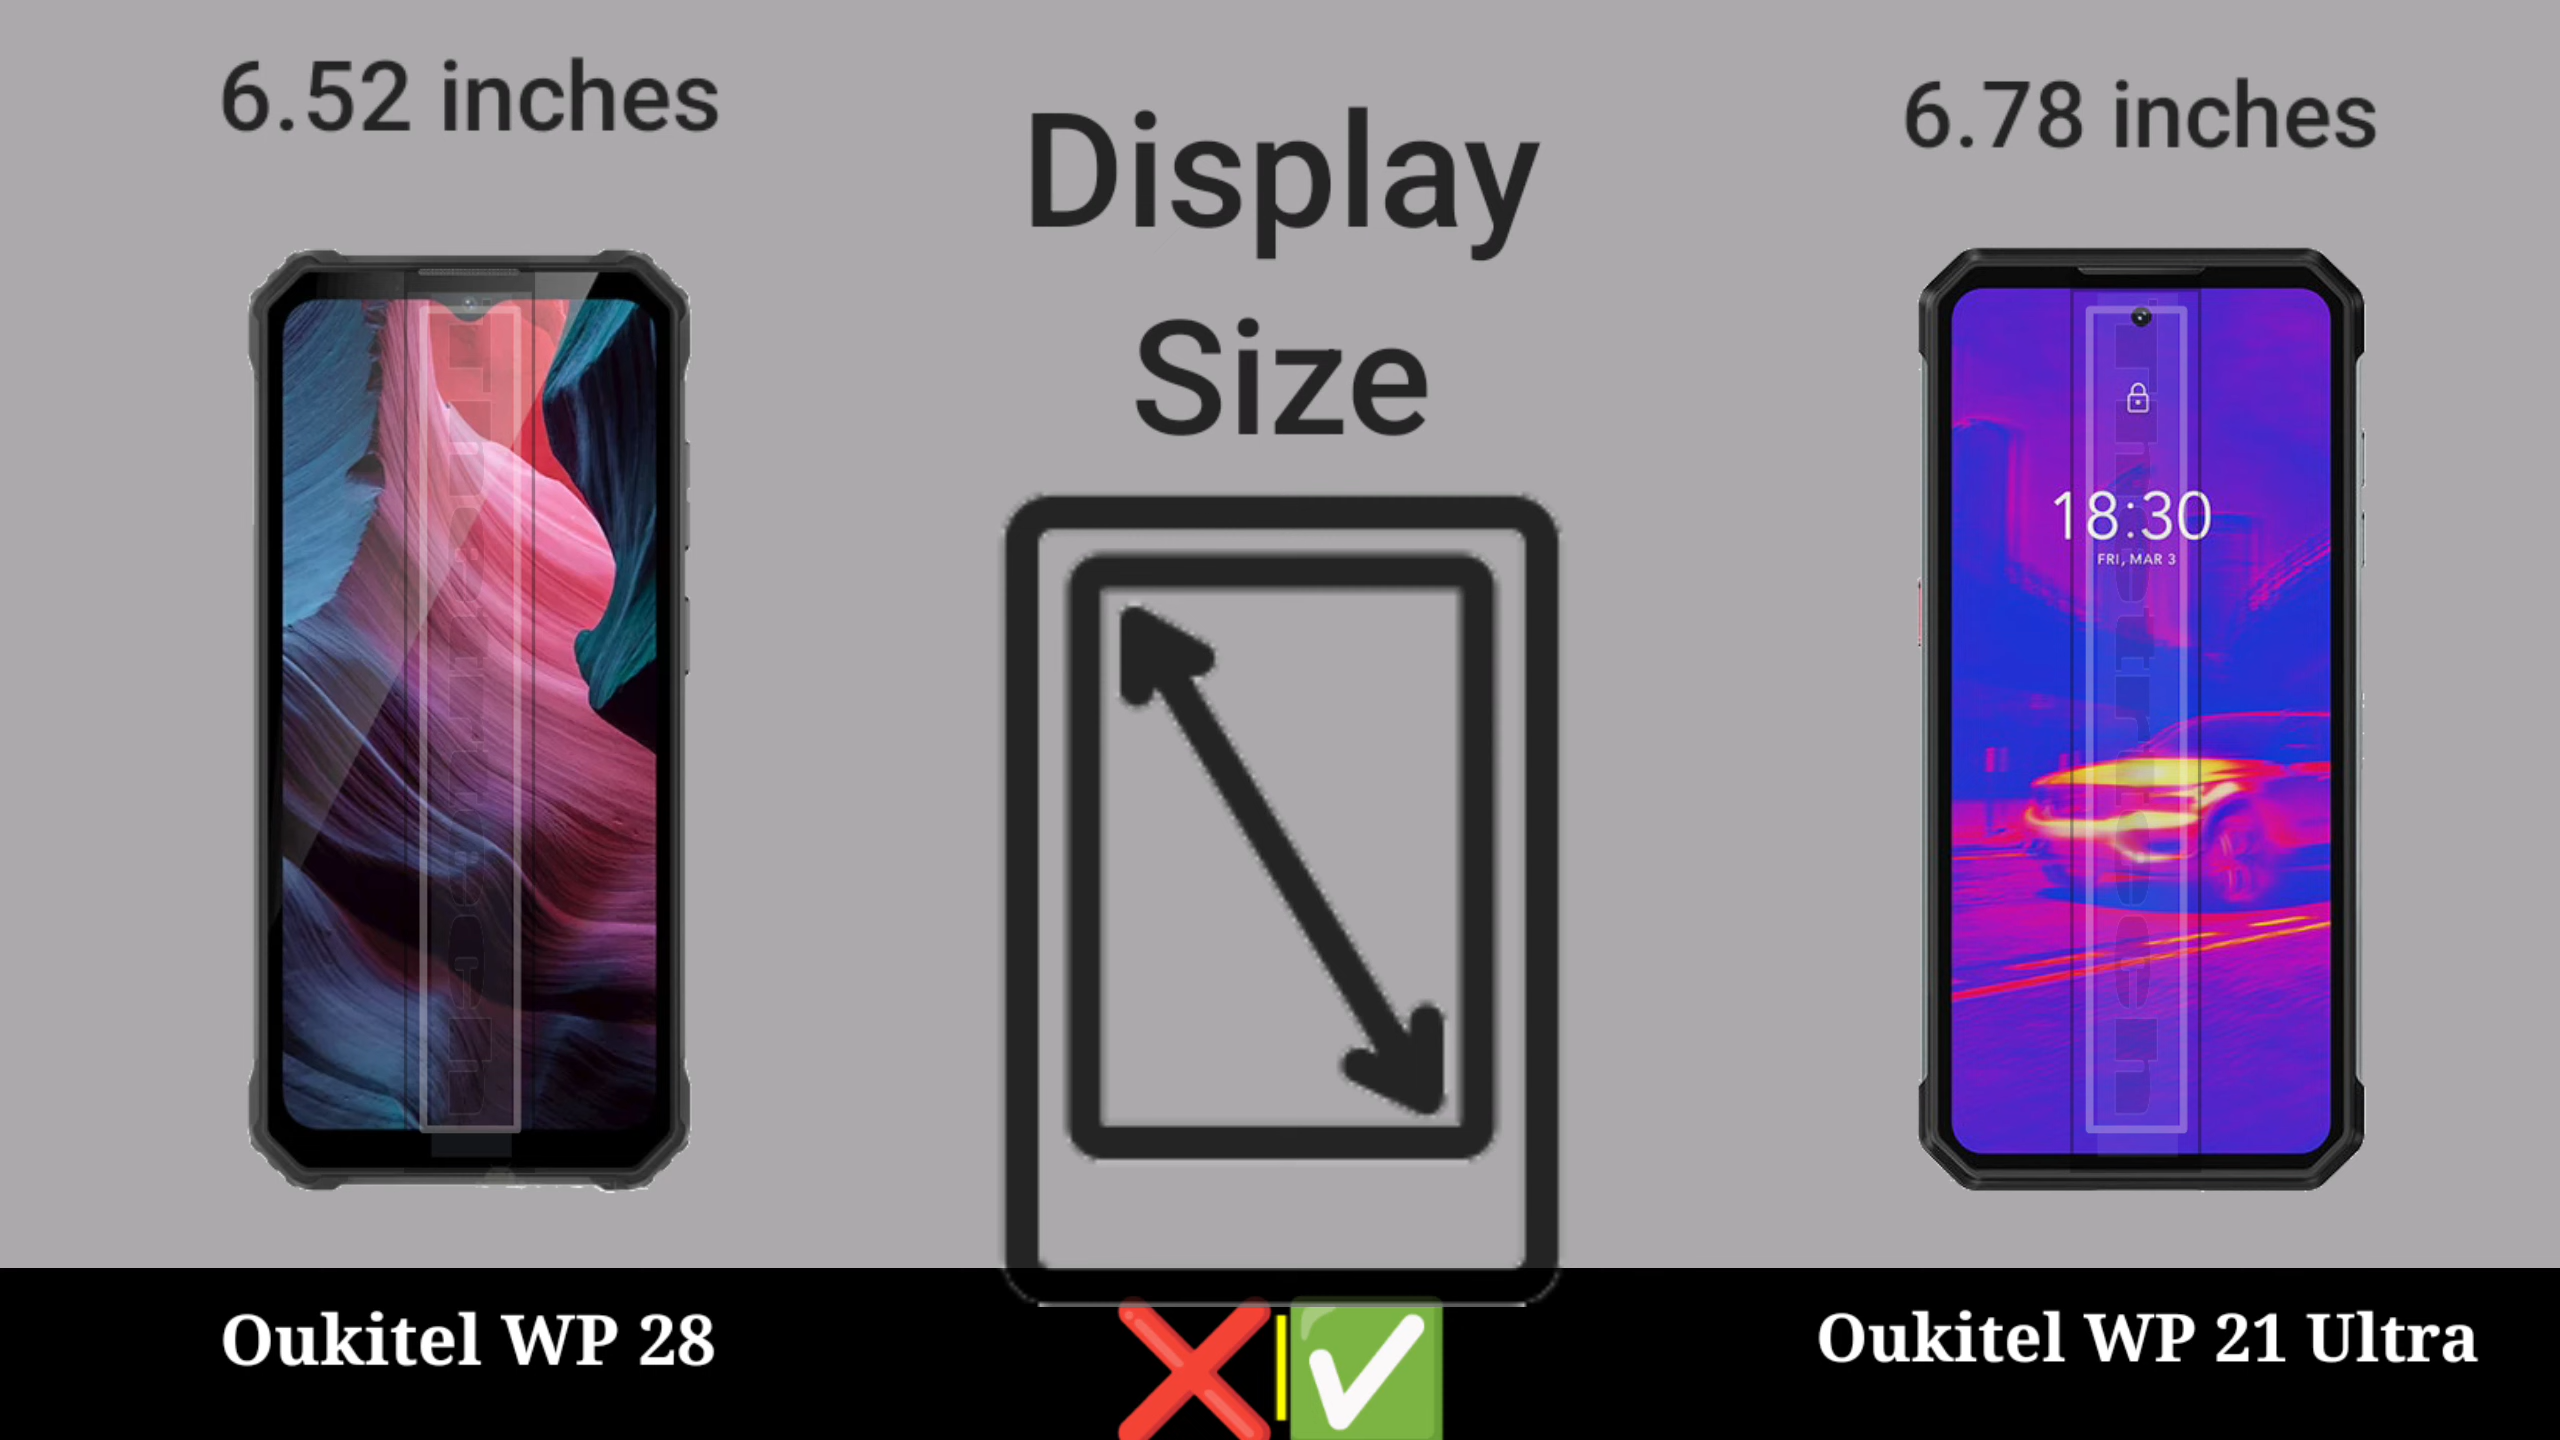 6.52 inches
Display
Size
6.78 inches
18:30
FRI, MAR 3
Oukitel WP 28
Oukitel WP 21 Ultra